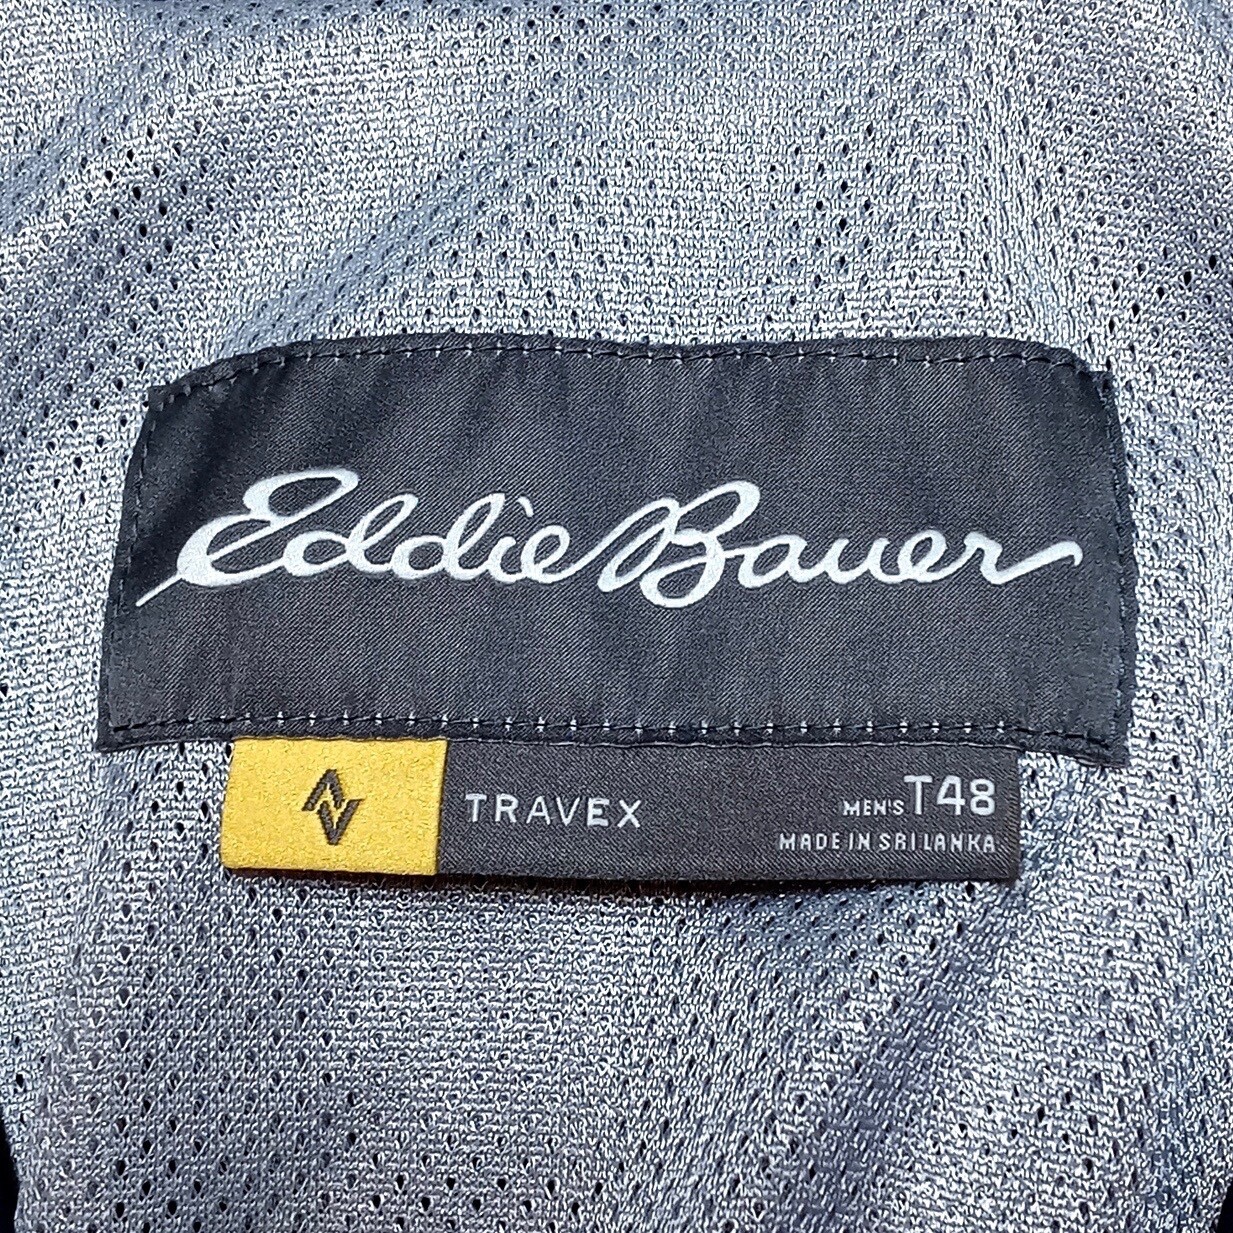 Eddie Bauer
TRAVEX
MEN'S T48
MADE IN SRI LANKA